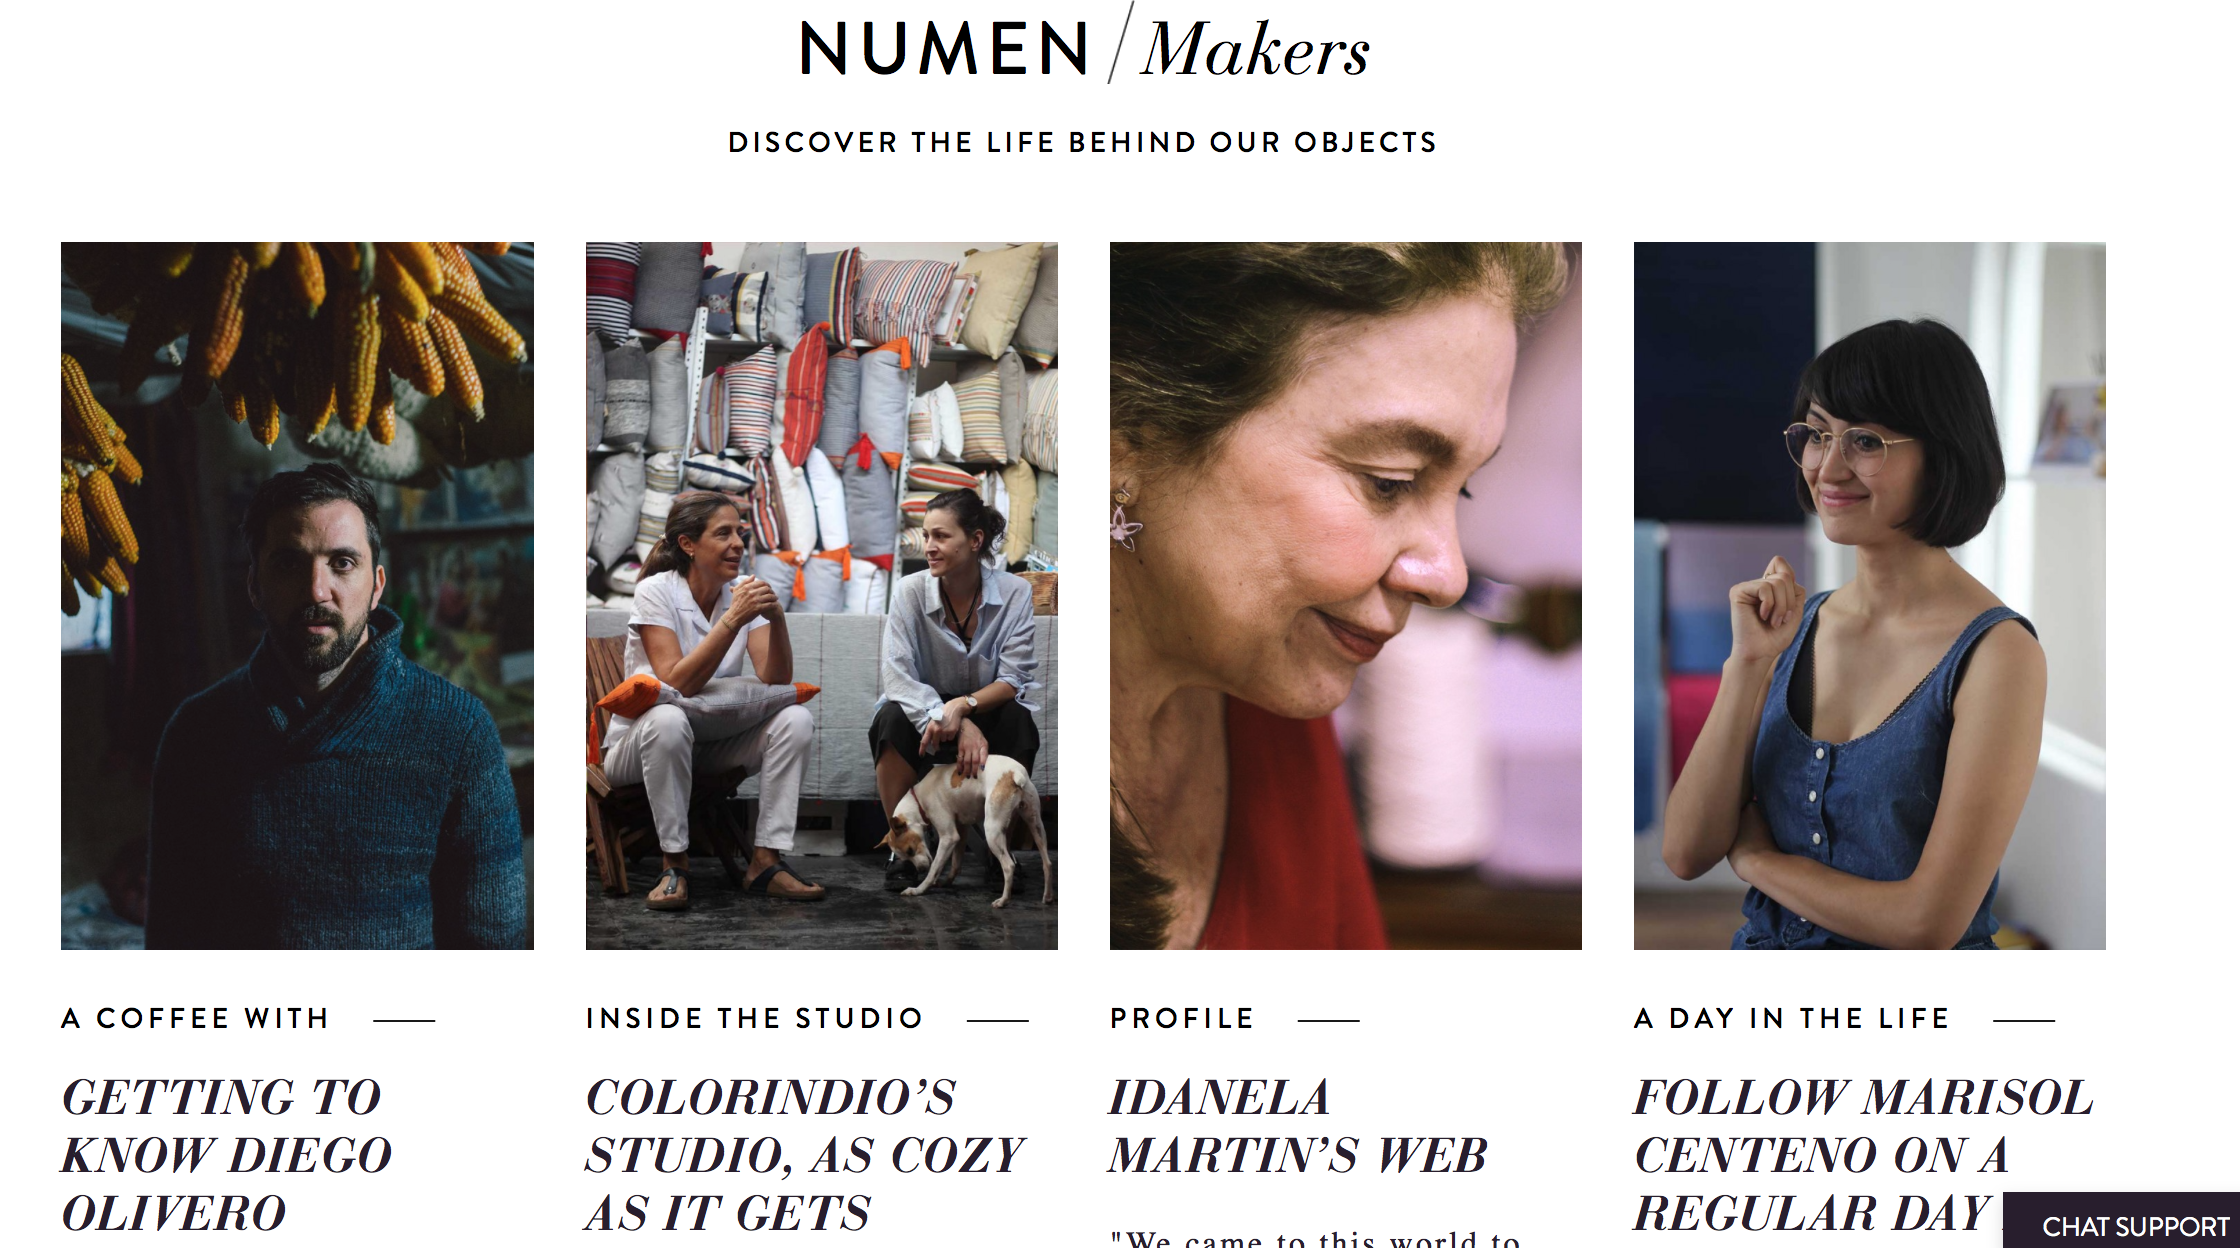 NUMEN / Makers
DISCOVER THE LIFE BEHIND OUR OBJECTS
A COFFEE WITH
GETTING TO
KNOW DIEGO
OLIVERO
INSIDE THE STUDIO
COLORINDIO’S
STUDIO, AS COZY
AS IT GETS
PROFILE
IDANELA
MARTIN’S WEB
"We came to this world to
A DAY IN THE LIFE
FOLLOW MARISOL
CENTENO ON A
REGULAR DAY
CHAT SUPPORT